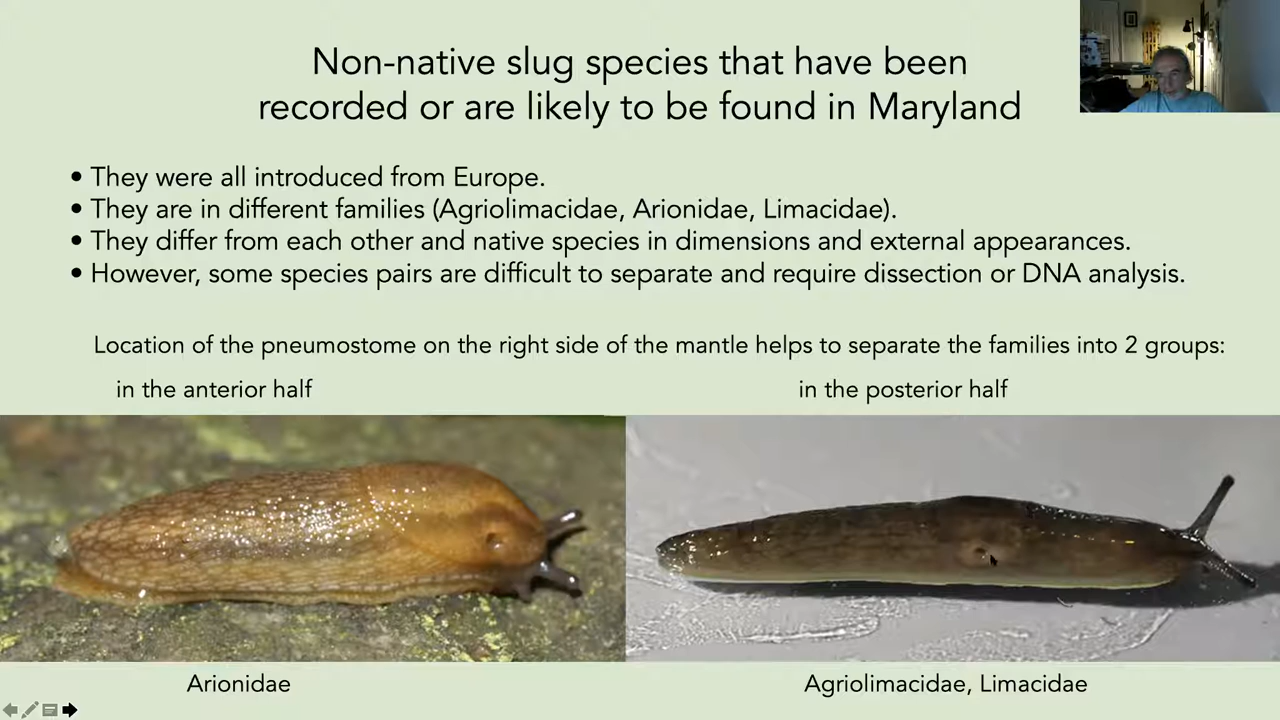 Non-native slug species that have been
recorded or are likely to be found in Maryland
• They were all introduced from Europe.
• They are in different families (Agriolimacidae, Arionidae, Limacidae).
• They differ from each other and native species in dimensions and external appearances.
• However, some species pairs are difficult to separate and require dissection or DNA analysis.
Location of the pneumostome on the right side of the mantle helps to separate the families into 2 groups:
in the anterior half
in the posterior half
Arionidae
Agriolimacidae, Limacidae